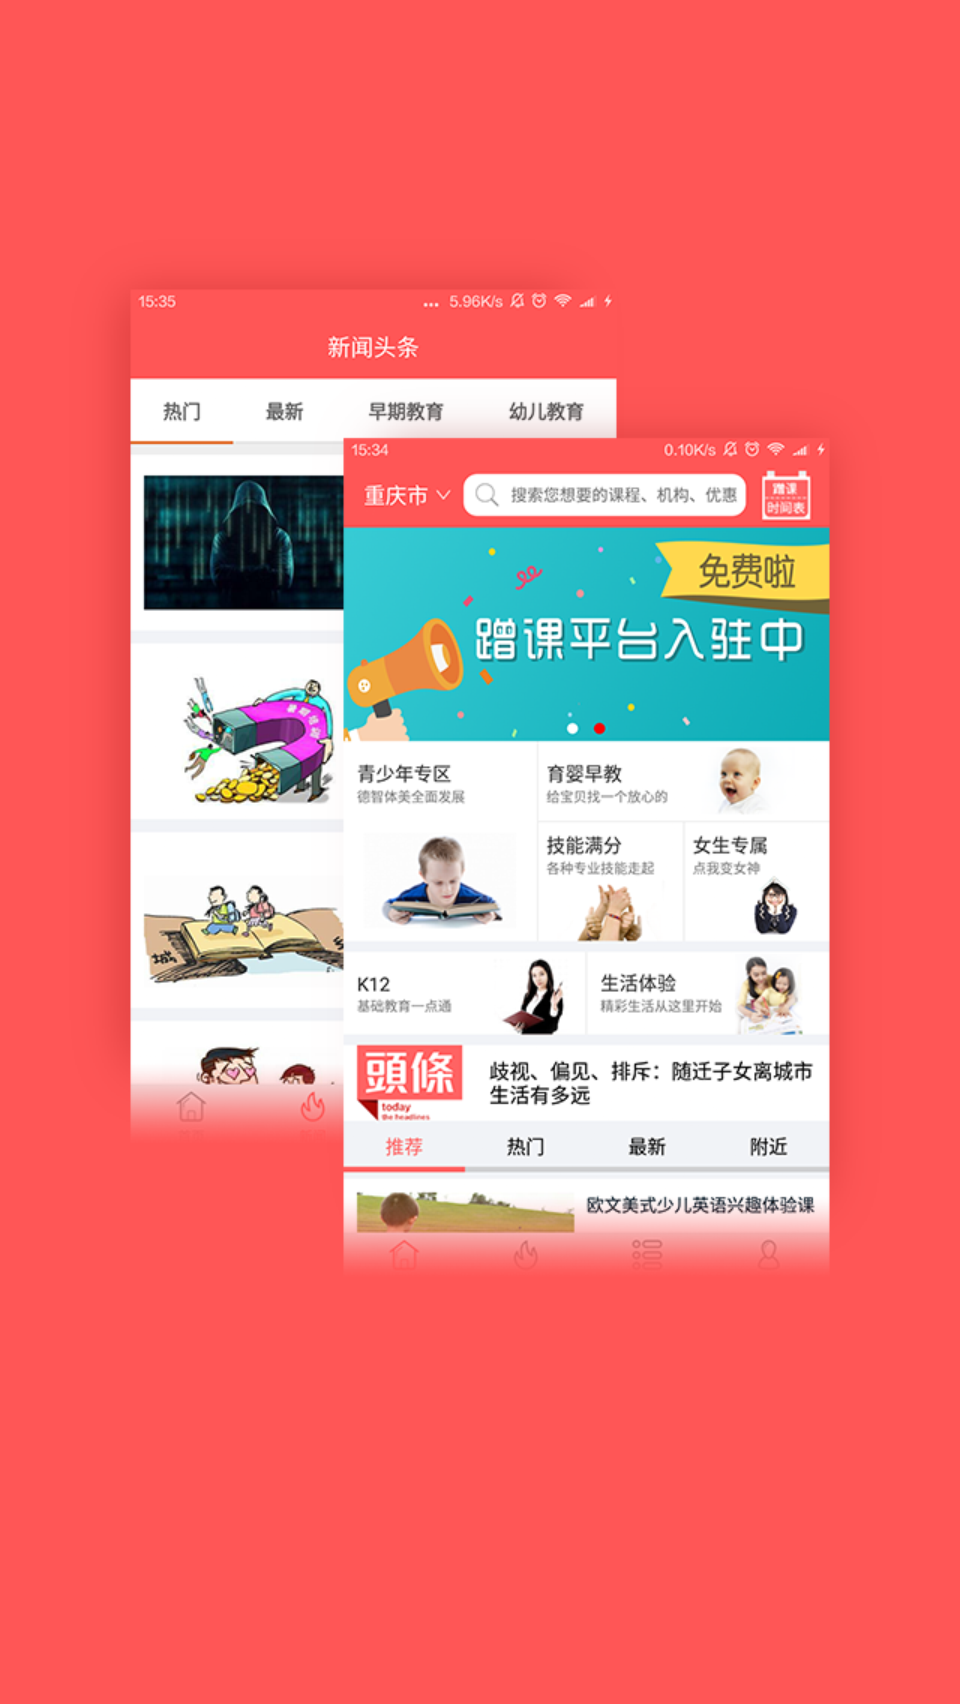 15:35
5.96K/s
新闻头条
热门
最新
早期教育
幼儿教育
15:34
0.10K/s
重庆市
搜索您想要的课程、机构、优惠
蹭课
时间表
免费啦
蹭课平台入驻中
青少年专区
德智体美全面发展
育婴早教
给宝贝找一个放心的
技能满分
各种专业技能走起
女生专属
点我变女神
K12
基础教育一点通
生活体验
精彩生活从这里开始
頭條
today
the headlines
歧视、偏见、排斥：随迁子女离城市
生活有多远
推荐
热门
最新
附近
欧文美式少儿英语兴趣体验课